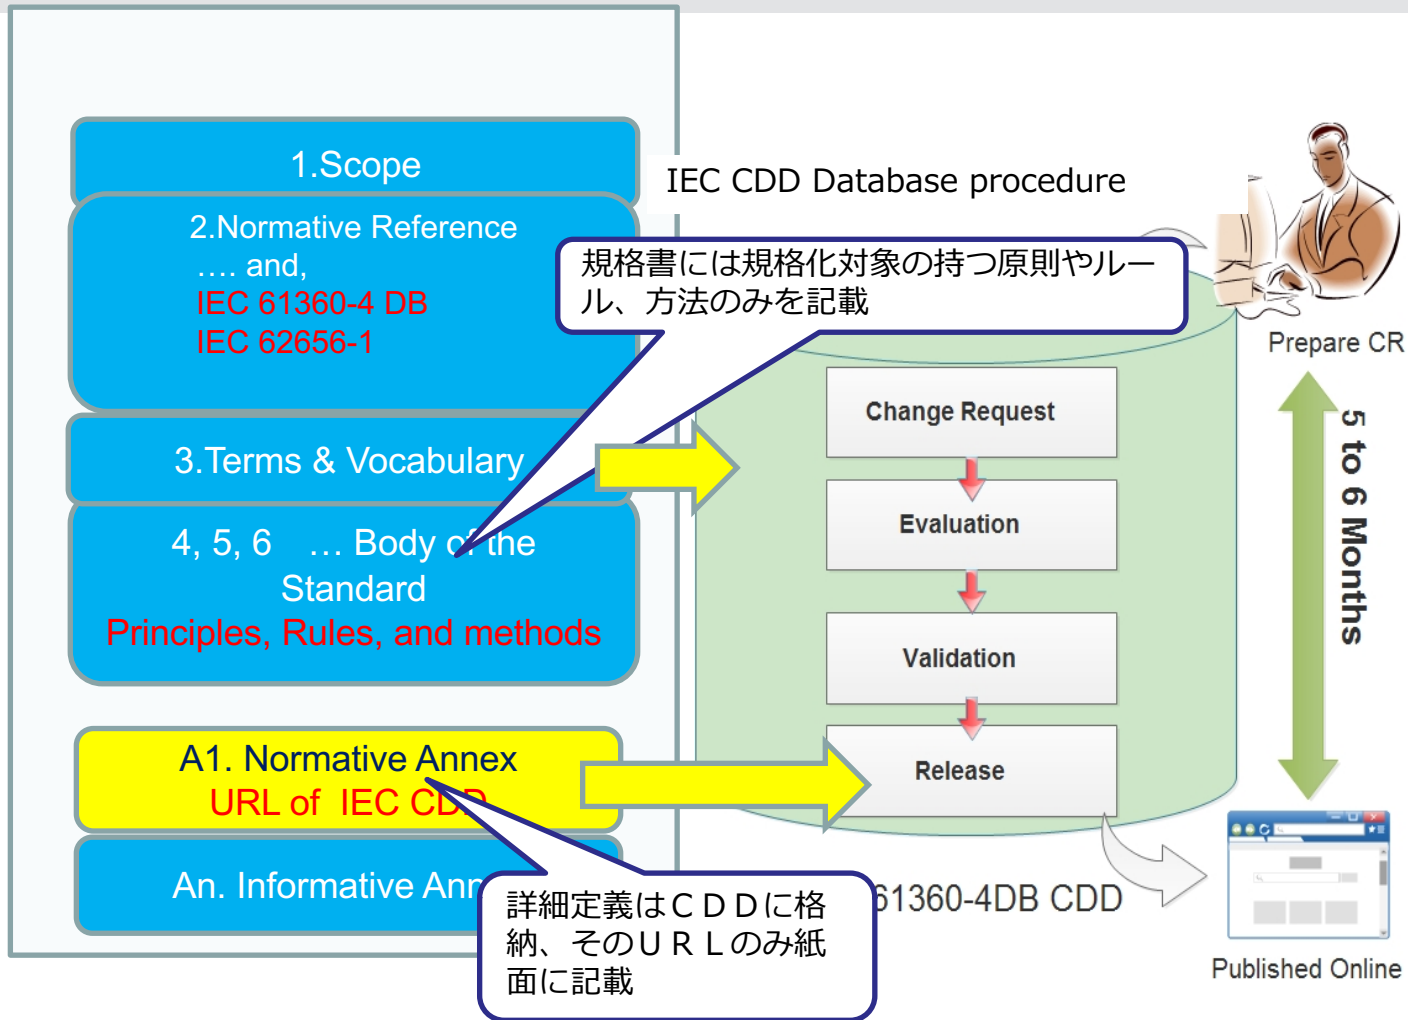 1.Scope
2.Normative Reference
.... and,
IEC 61360-4 DB
IEC 62656-1
3.Terms & Vocabulary
4, 5, 6　… Body of the
Standard
Principles, Rules, and methods
A1. Normative Annex
URL of IEC CDD
An. Informative Ann
IEC CDD Database procedure
規格書には規格化対象の持つ原則やルー
ル、方法のみを記載
Change Request
Evaluation
Validation
Release
61360-4DB CDD
詳細定義はＣＤＤに格
納、そのＵＲＬのみ紙
面に記載
Prepare CR
5 to 6 Months
Published Online